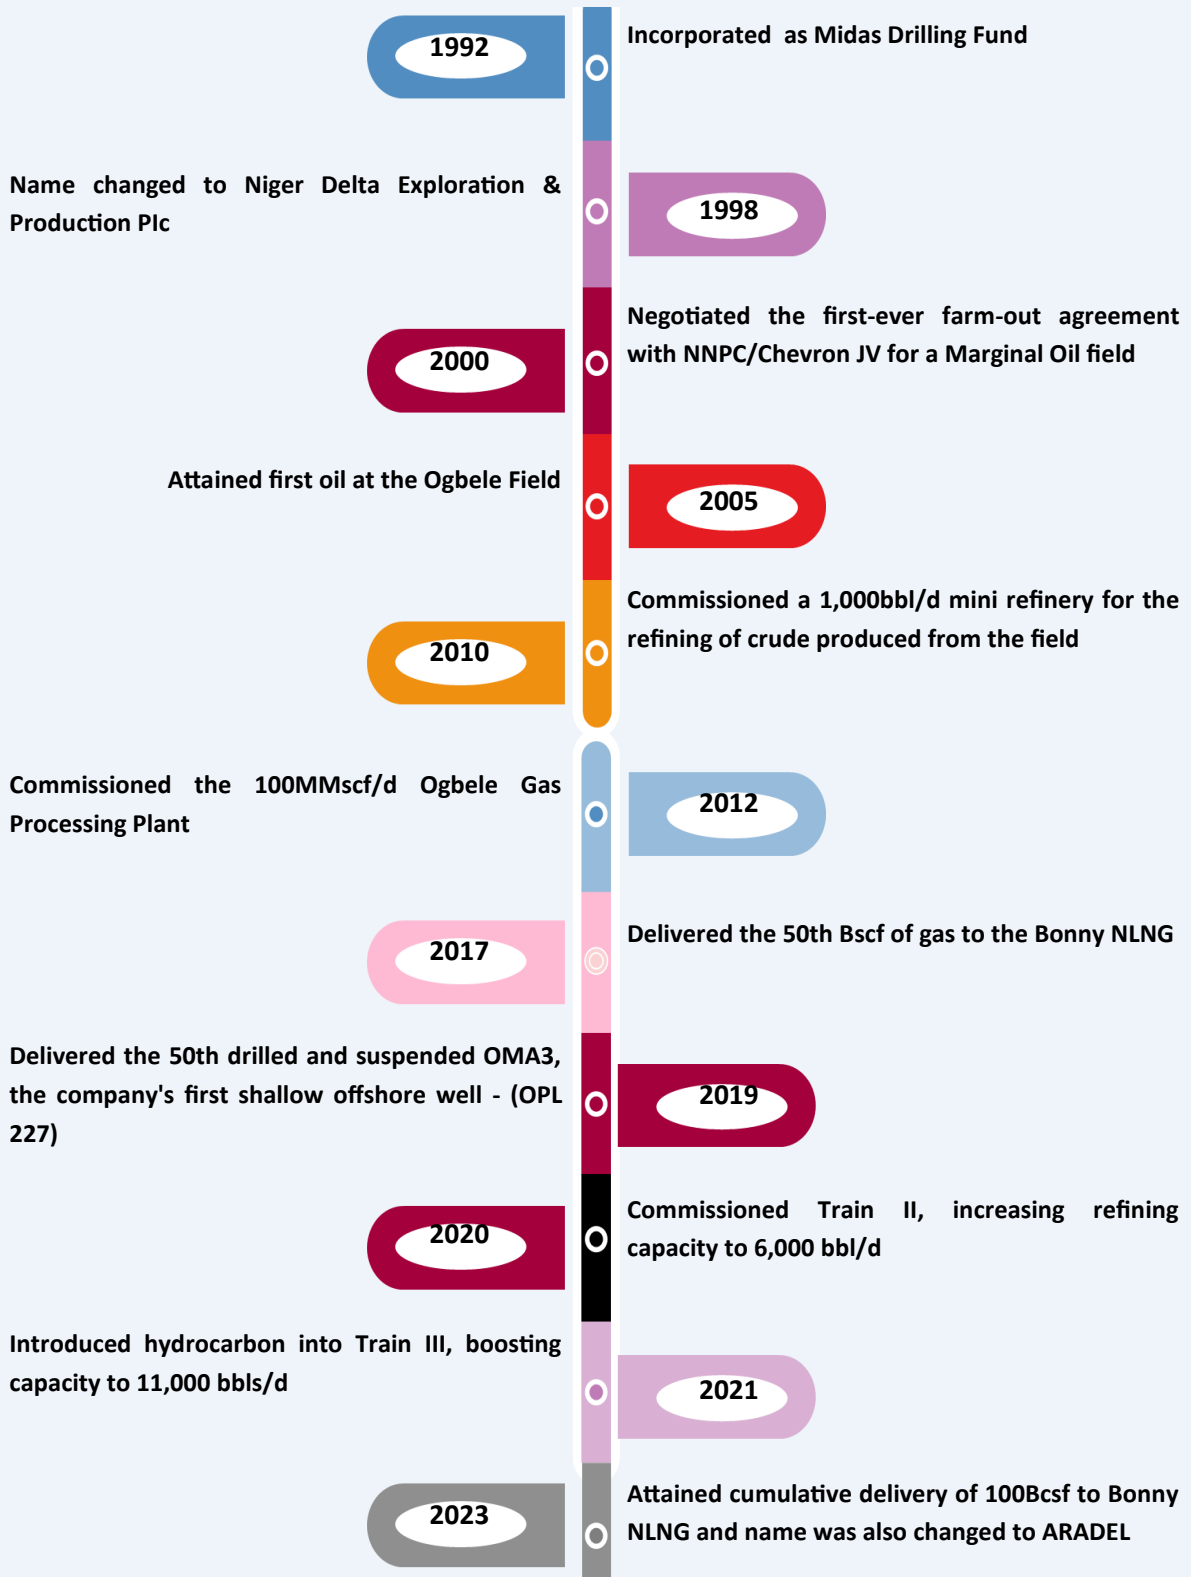 1992
Incorporated as Midas Drilling Fund
Name changed to Niger Delta Exploration &
Production PIc
1998
2000
Negotiated the first-ever farm-out agreement
with NNPC/Chevron JV for a Marginal Oil field
Attained first oil at the Ogbele Field
2005
2010
Commissioned a 1,000bbl/d mini refinery for the
refining of crude produced from the field
Commissioned the 100MMscf/d Ogbele Gas
Processing Plant
2012
2017
Delivered the 50th Bscf of gas to the Bonny NLNG
Delivered the 50th drilled and suspended OMA3,
the company's first shallow offshore well - (OPL
227)
2019
2020
Commissioned Train II, increasing refining
capacity to 6,000 bbl/d
Introduced hydrocarbon into Train III, boosting
capacity to 11,000 bbls/d
2021
2023
Attained cumulative delivery of 100Bcsf to Bonny
NLNG and name was also changed to ARADEL